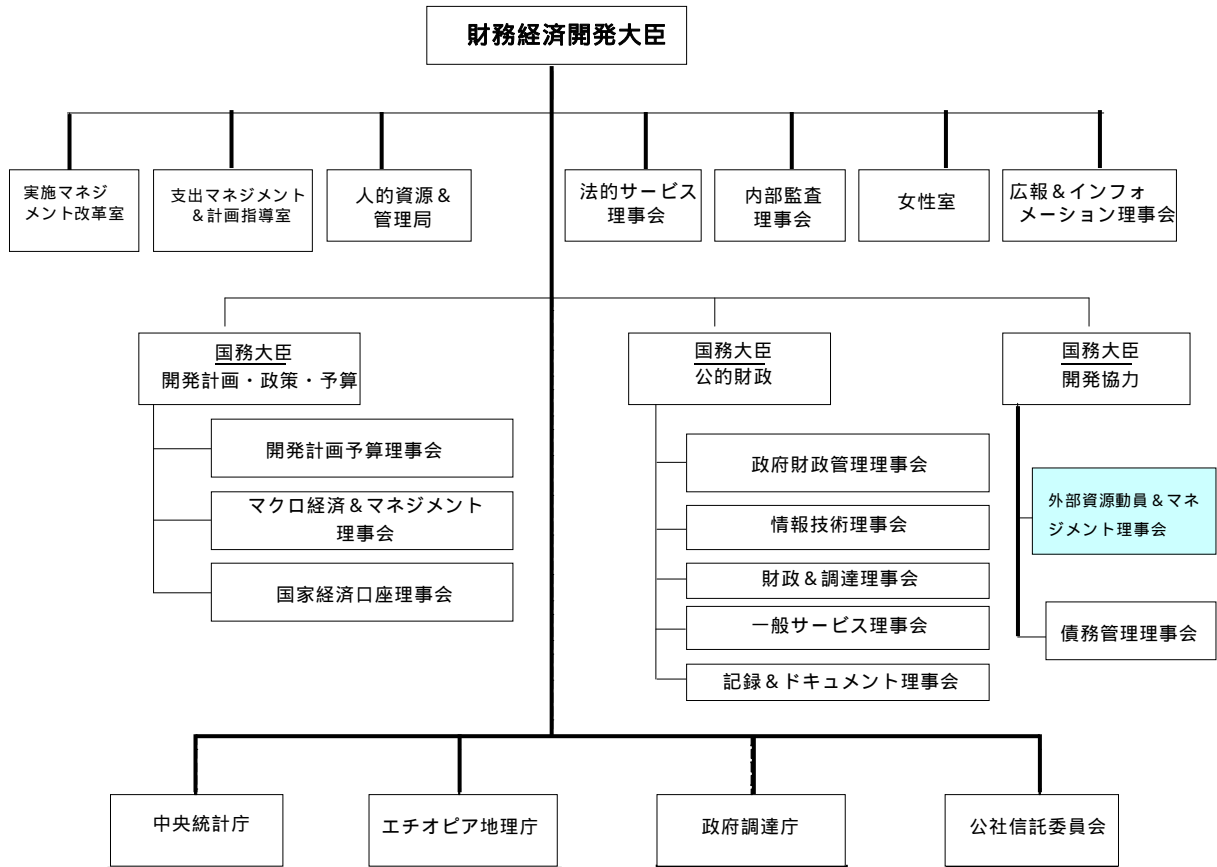 財務経済開発大臣
実施マネジ
メント改革室
支出マネジメント
＆計画指導室
人的資源＆
管理局
法的サービス
理事会
内部監査
理事会
女性室
広報＆インフォ
メーション理事会
国務大臣
開発計画・政策・予算
国務大臣
公的財政
国務大臣
開発協力
開発計画予算理事会
マクロ経済＆マネジメント
理事会
国家経済口座理事会
政府財政管理理事会
情報技術理事会
財政＆調達理事会
一般サービス理事会
記録＆ドキュメント理事会
外部資源動員＆マネ
ジメント理事会
債務管理理事会
中央統計庁
エチオピア地理庁
政府調達庁
公社信託委員会